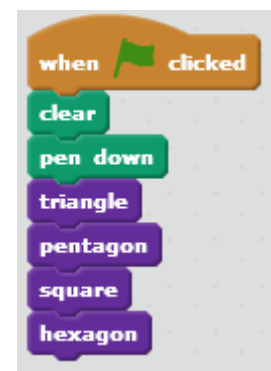 when clicked
clear
pen down
triangle
pentagon
square
hexagon